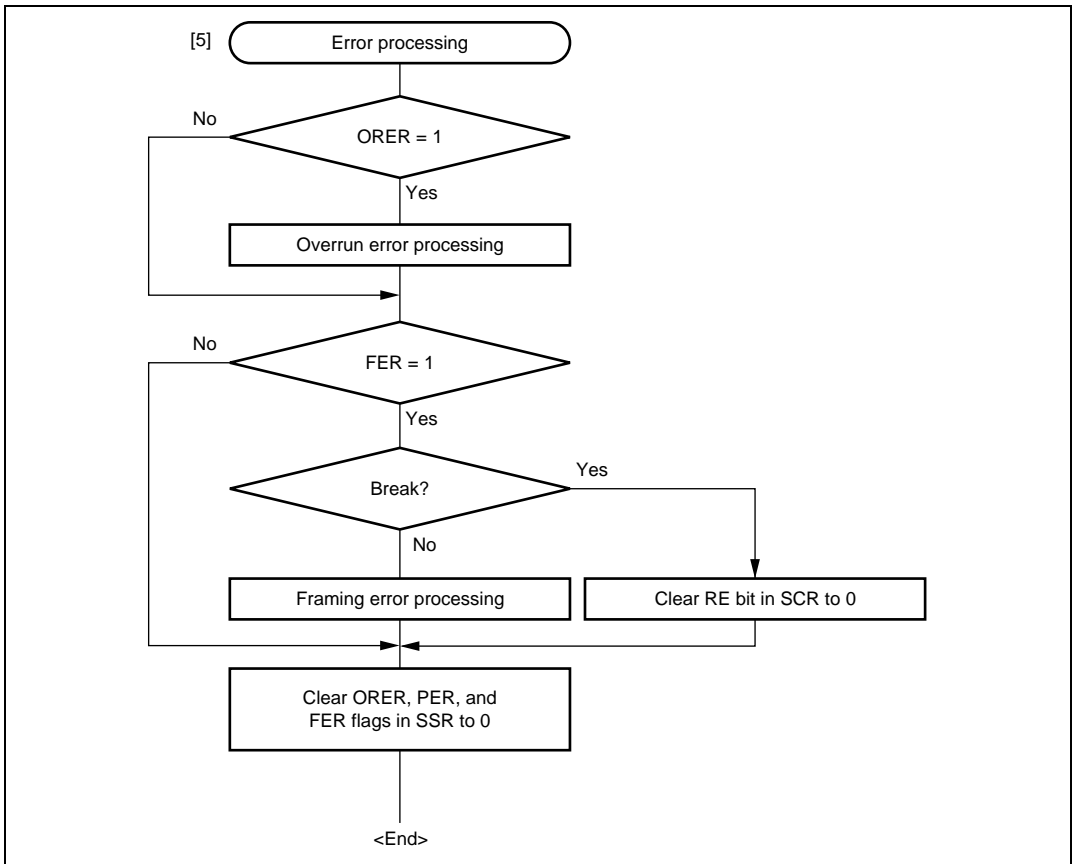 [5] Error processing
No
ORER = 1
Yes
Overrun error processing
No
FER = 1
Yes
Yes
Break?
No
Framing error processing
Clear RE bit in SCR to 0
Clear ORER, PER, and
FER flags in SSR to 0
<End>